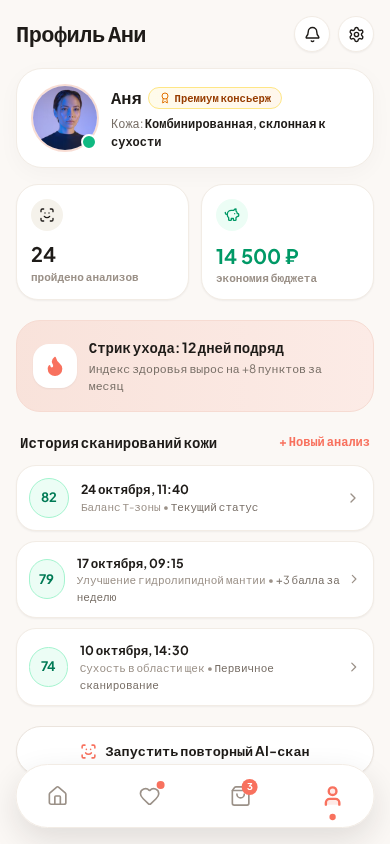 Профиль Ани
Аня
Премиум консьерж
Кожа: Комбинированная, склонная к
сухости
24
пройдено анализов
14 500 ₽
экономия бюджета
Стрик ухода: 12 дней подряд
Индекс здоровья вырос на +8 пунктов за
месяц
История сканирований кожи
+ Новый анализ
82
24 октября, 11:40
Баланс Т-зоны • Текущий статус
79
17 октября, 09:15
Улучшение гидролипидной мантии • +3 балла за
неделю
74
10 октября, 14:30
Сухость в области щек • Первичное
сканирование
Запустить повторный AI-скан
3